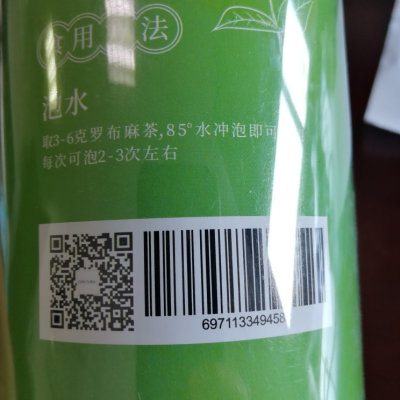 食用方法
泡水
取3-6克罗布麻茶,85°水冲泡即可
每次可泡2-3次左右
697113349458